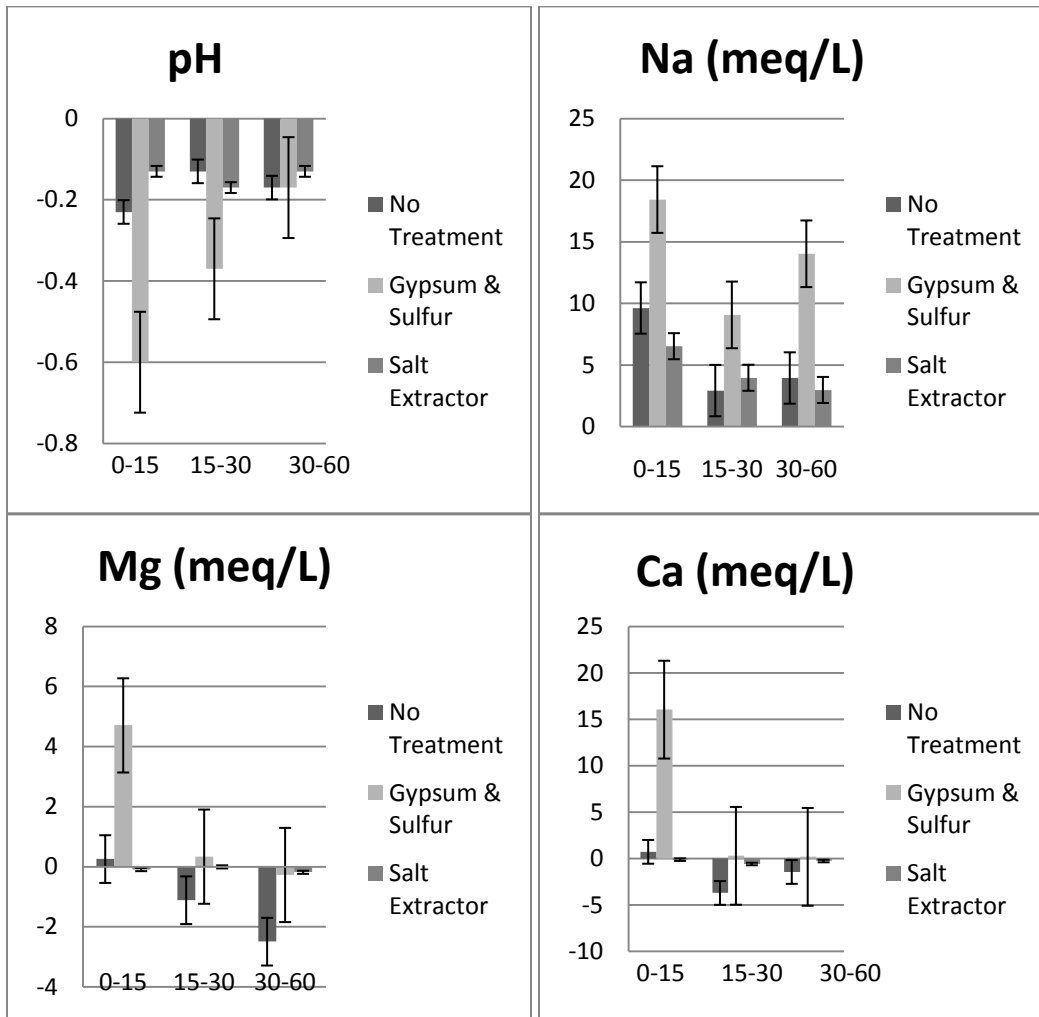 pH
0
-0.2
-0.4
-0.6
-0.8
0-15 15-30 30-60
No
Treatment
Gypsum &
Sulfur
Salt
Extractor
Na (meq/L)
25
20
15
10
5
0
0-15 15-30 30-60
No
Treatment
Gypsum &
Sulfur
Salt
Extractor
Mg (meq/L)
8
6
4
2
0
-2
-4
0-15 15-30 30-60
No
Treatment
Gypsum &
Sulfur
Salt
Extractor
Ca (meq/L)
25
20
15
10
5
0
-5
-10
0-15 15-30 30-60
No
Treatment
Gypsum &
Sulfur
Salt
Extractor